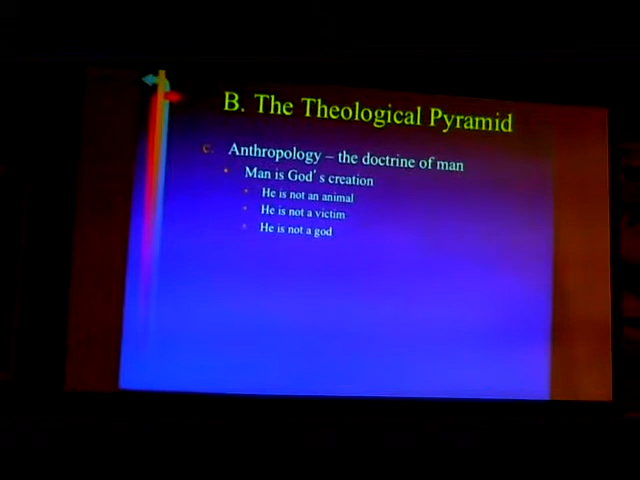 B. The Theological Pyramid
c. Anthropology – the doctrine of man
• Man is God's creation
• He is not an animal
• He is not a victim
• He is not a god